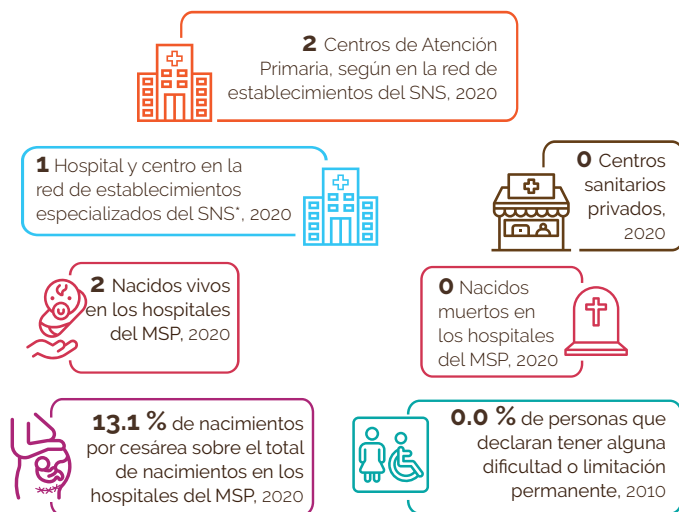 2 Centros de Atención
Primaria, según en la red de
establecimientos del SNS, 2020
1 Hospital y centro en la
red de establecimientos
especializados del SNS*, 2020
0 Centros
sanitarios
privados,
2020
2 Nacidos vivos
en los hospitales
del MSP, 2020
0 Nacidos
muertos en
los hospitales
del MSP, 2020
13.1 % de nacimientos
por cesárea sobre el total
de nacimientos en los
hospitales del MSP, 2020
0.0 % de personas que
declaran tener alguna
dificultad o limitación
permanente, 2010